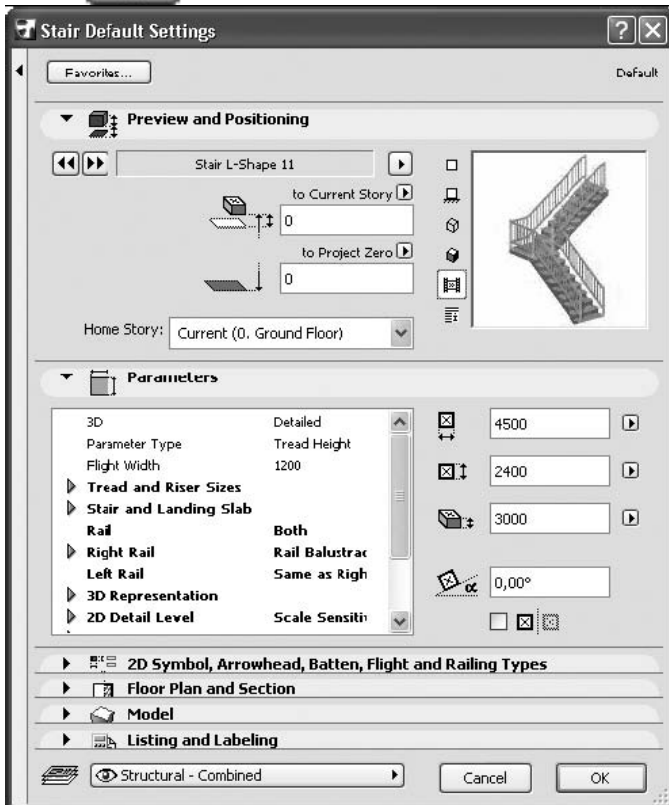 Stair Default Settings
Favorites...
Default
Preview and Positioning
Stair L-Shape 11
to Current Story
0
to Project Zero
0
Home Story: Current (0. Ground Floor)
Parameters
3D Detailed
Parameter Type Tread Height
Flight Width 1200
Tread and Riser Sizes
Stair and Landing Slab
Rail Both
Right Rail Rail Balustrac
Left Rail Same as Righ
3D Representation
2D Detail Level Scale Sensitiv
4500
2400
3000
α 0,00°
2D Symbol, Arrowhead, Batten, Flight and Railing Types
Floor Plan and Section
Model
Listing and Labeling
Structural - Combined
Cancel
OK